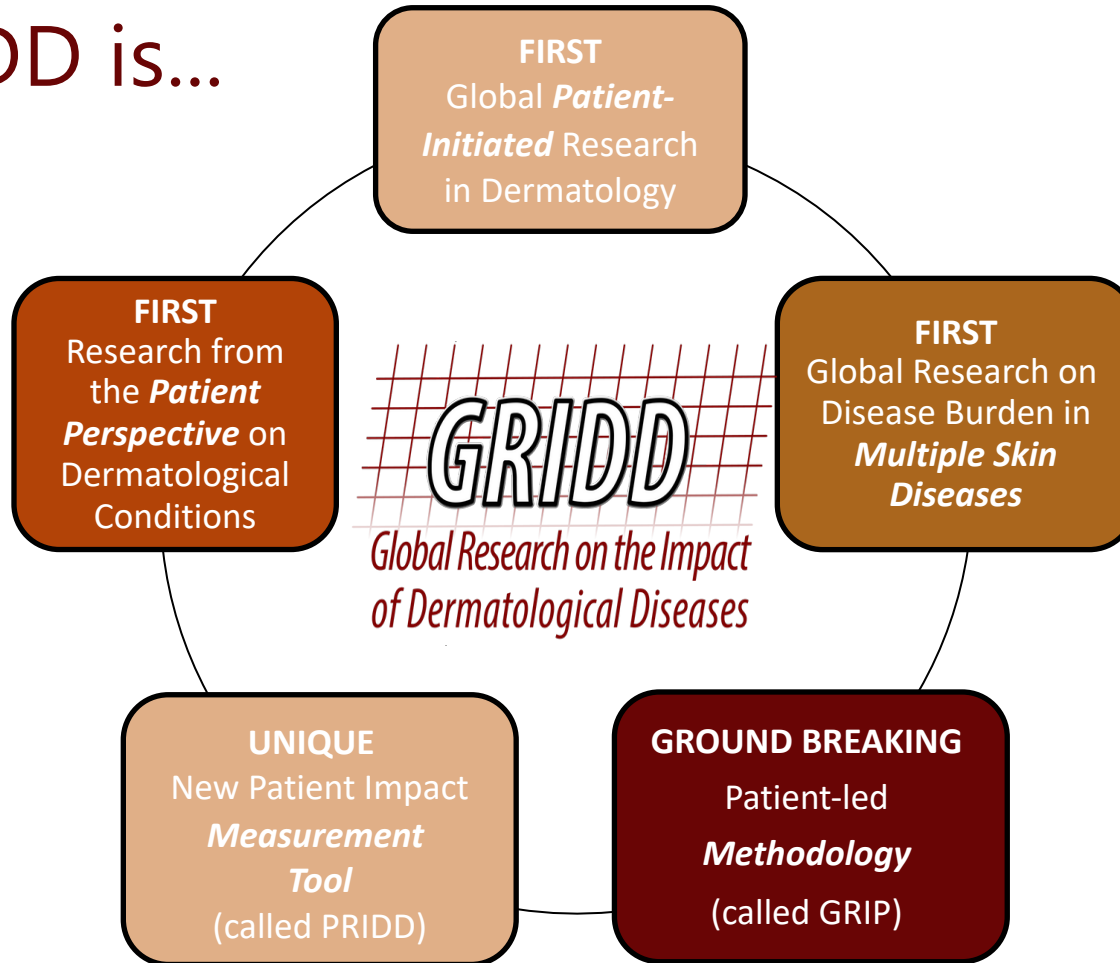 DD is...
FIRST
Global Patient-
Initiated Research
in Dermatology
FIRST
Global Research on
Disease Burden in
Multiple Skin
Diseases
GROUND BREAKING
Patient-led
Methodology
(called GRIP)
UNIQUE
New Patient Impact
Measurement
Tool
(called PRIDD)
FIRST
Research from
the Patient
Perspective on
Dermatological
Conditions
GRIDD
Global Research on the Impact
of Dermatological Diseases